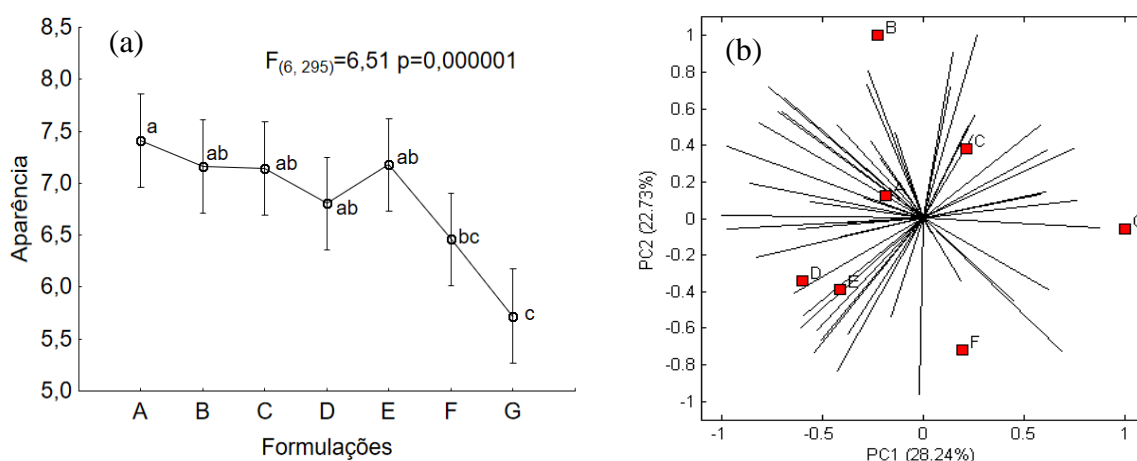 (a)
F(6, 295)=6,51 p=0,000001
Aparência
8,5
8,0
7,5
7,0
6,5
6,0
5,5
5,0
a
ab
ab
ab
ab
bc
c
A B C D E F G
Formulações
(b)
PC2 (22.73%)
1
0.8
0.6
0.4
0.2
0
-0.2
-0.4
-0.6
-0.8
-1
B
C
A
D
E
F
-1 -0.5 0 0.5 1
PC1 (28.24%)